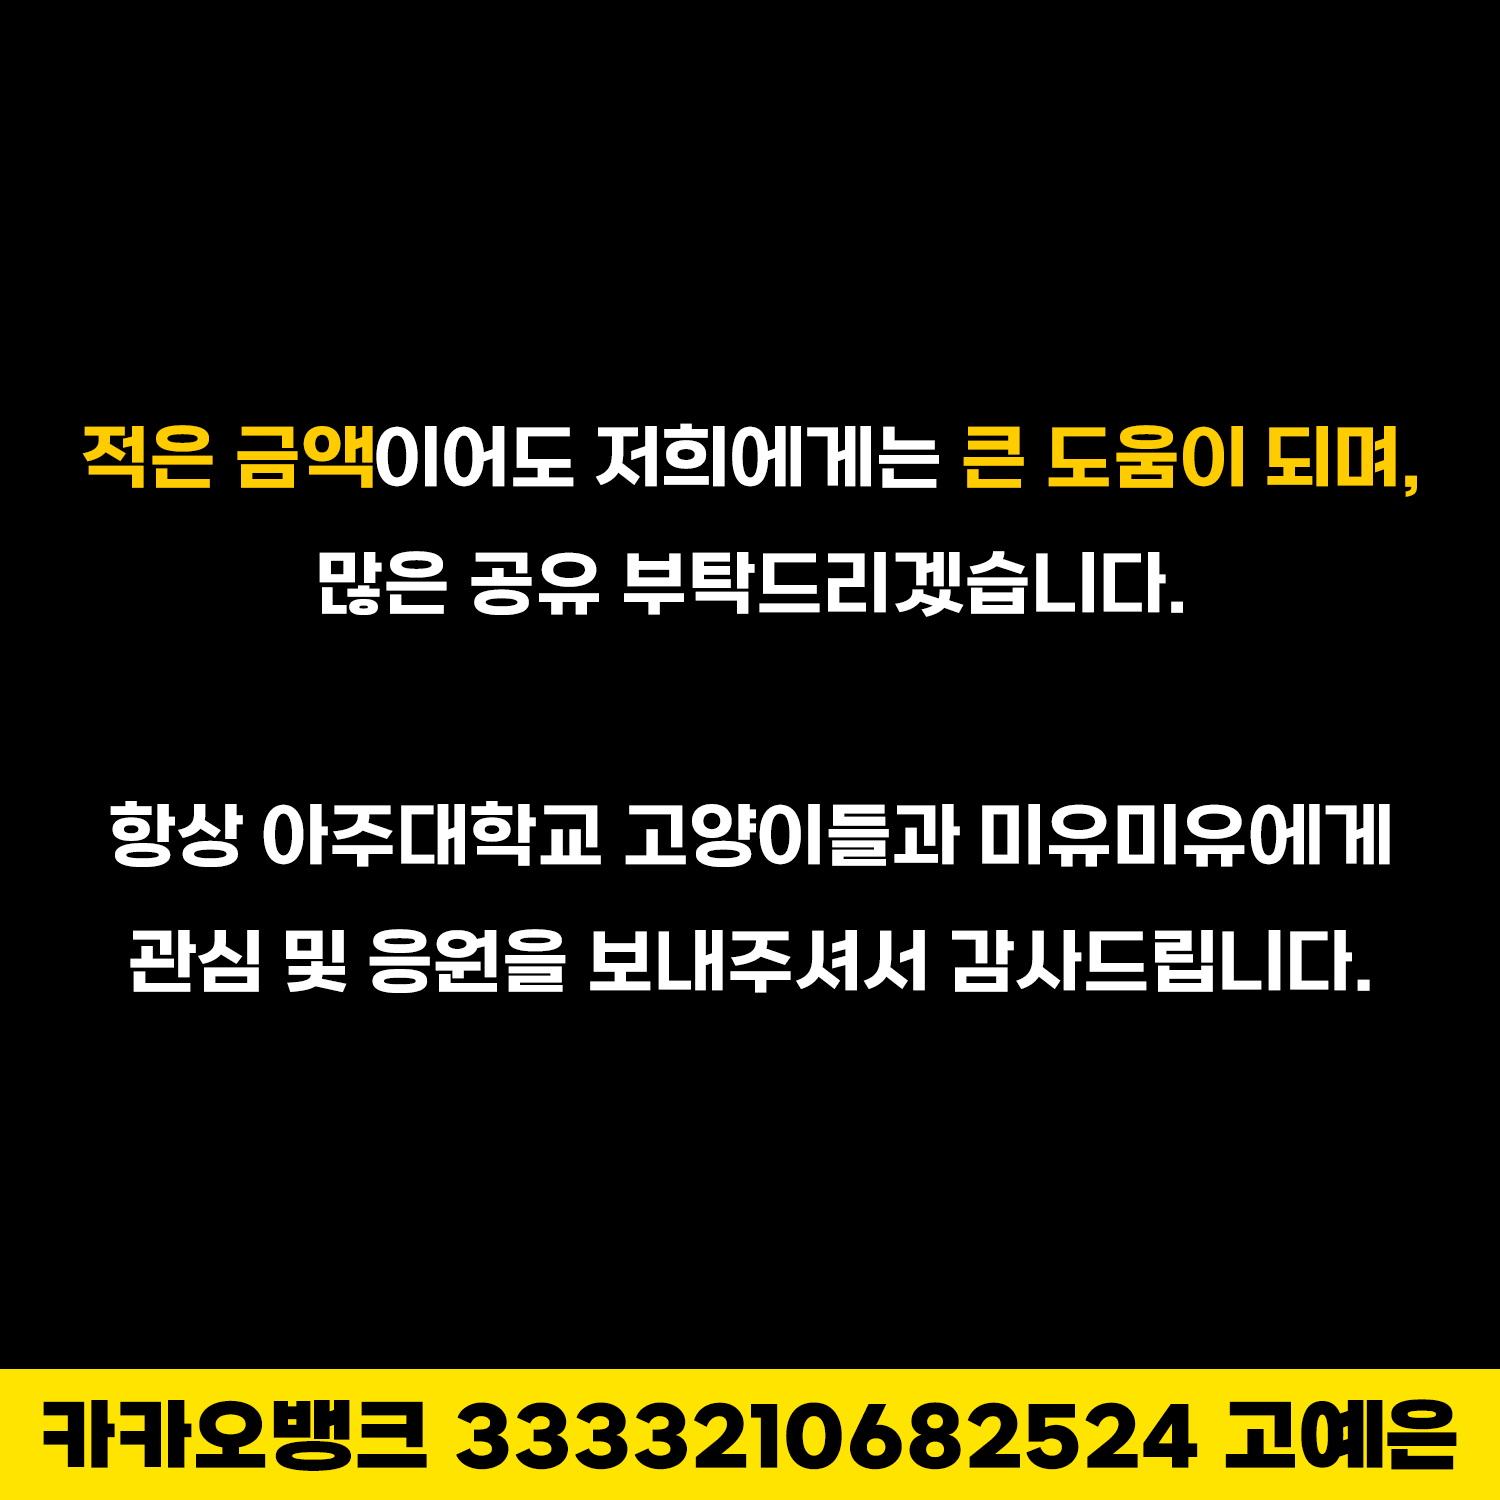 적은 금액이어도 저희에게는 큰 도움이 되며,
많은 공유 부탁드리겠습니다.
항상 아주대학교 고양이들과 미유미유에게
관심 및 응원을 보내주셔서 감사드립니다.
카카오뱅크 3333210682524 고예은